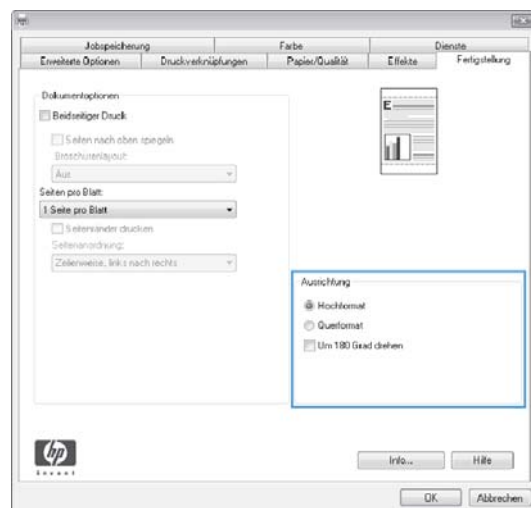 Jobspeicherung
Farbe
Dienste
Erweiterte Optionen
Druckverknüpfungen
Papier/Qualität
Effekte
Fertigstellung
Dokumentoptionen
Beidseitiger Druck
Seiten nach oben spiegeln
Broschürenlayout:
Aus
Seiten pro Blatt:
1 Seite pro Blatt
Seitenränder drucken
Seitenanordnung:
Zeilenweise, links nach rechts
E
Ausrichtung
Hochformat
Querformat
Um 180 Grad drehen
hp
invent
Info...
Hilfe
OK
Abbrechen